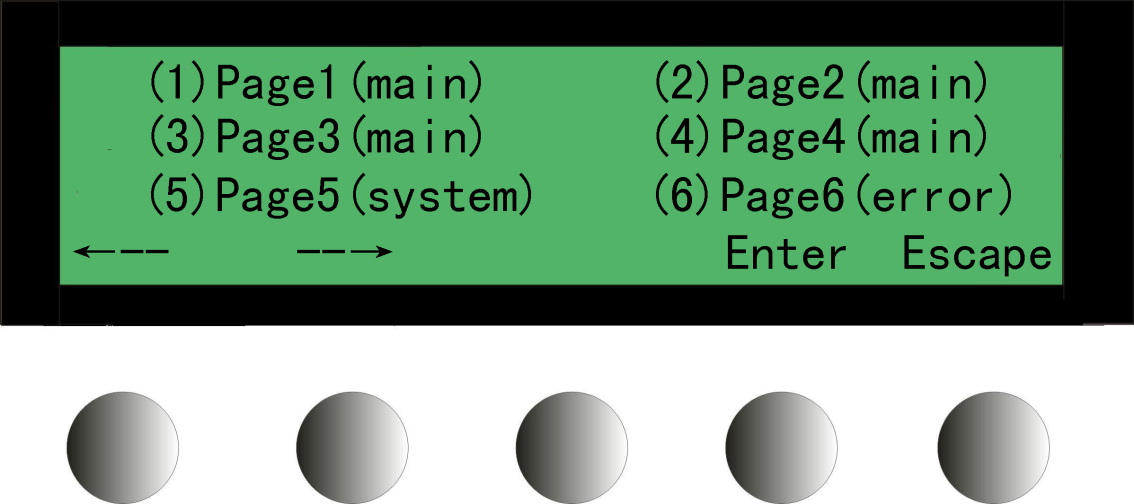 (1)Page1(main) (2)Page2(main)
(3)Page3(main) (4)Page4(main)
(5)Page5(system) (6)Page6(error)
←-- --→ Enter Escape